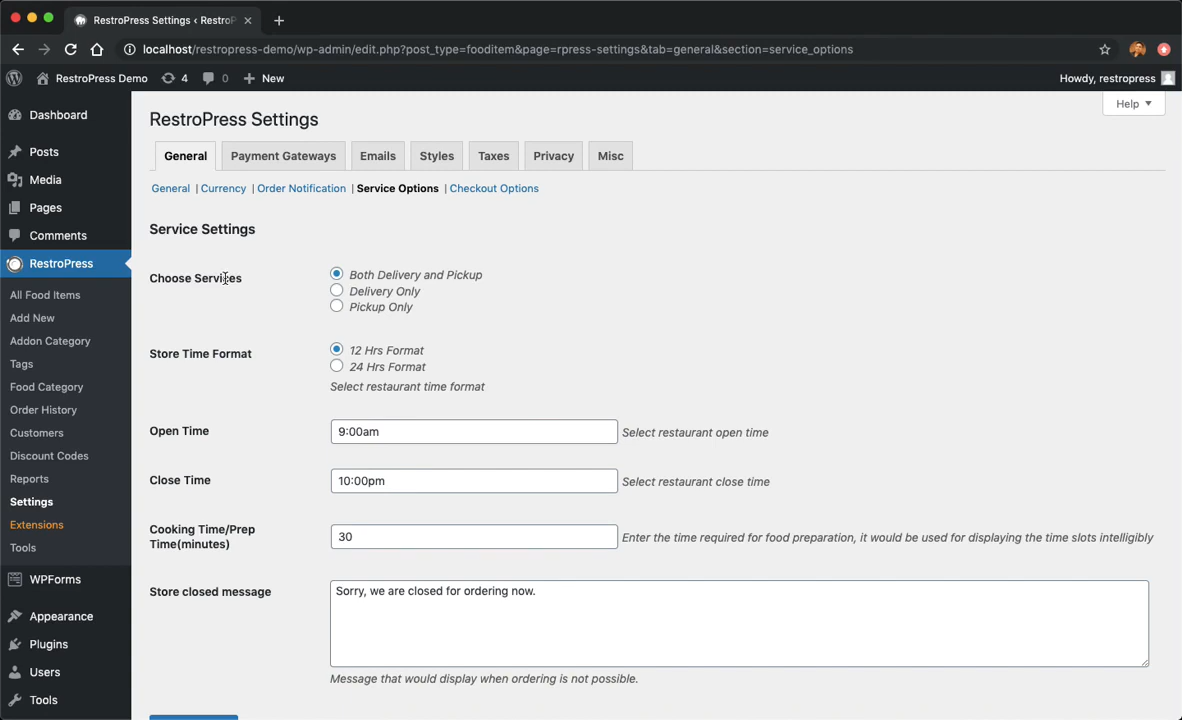 RestroPress Settings ‹ RestroP
localhost/restropress-demo/wp-admin/edit.php?post_type=fooditem&page=rpress-settings&tab=general&section=service_options
RestroPress Demo 4 0 New Howdy, restropress
Help
Dashboard
Posts
Media
Pages
Comments
RestroPress
All Food Items
Add New
Addon Category
Tags
Food Category
Order History
Customers
Discount Codes
Reports
Settings
Extensions
Tools
WPForms
Appearance
Plugins
Users
Tools
RestroPress Settings
General Payment Gateways Emails Styles Taxes Privacy Misc
General | Currency | Order Notification | Service Options | Checkout Options
Service Settings
Choose Services
Both Delivery and Pickup
Delivery Only
Pickup Only
Store Time Format
12 Hrs Format
24 Hrs Format
Select restaurant time format
Open Time 9:00am Select restaurant open time
Close Time 10:00pm Select restaurant close time
Cooking Time/Prep
Time(minutes)
30 Enter the time required for food preparation, it would be used for displaying the time slots intelligibly
Store closed message
Sorry, we are closed for ordering now.
Message that would display when ordering is not possible.